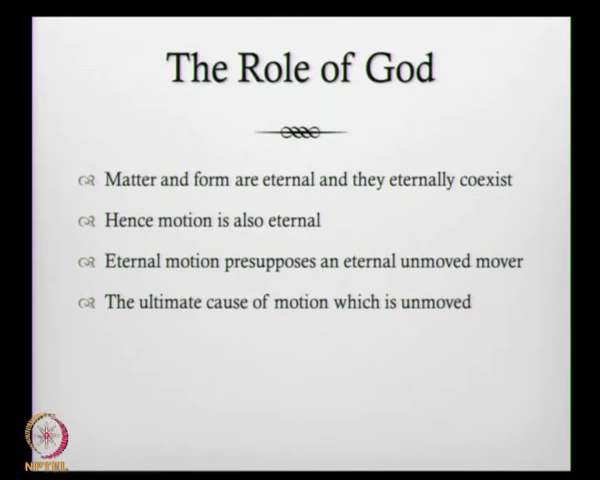 The Role of God
Matter and form are eternal and they eternally coexist
Hence motion is also eternal
Eternal motion presupposes an eternal unmoved mover
The ultimate cause of motion which is unmoved
NPTEL